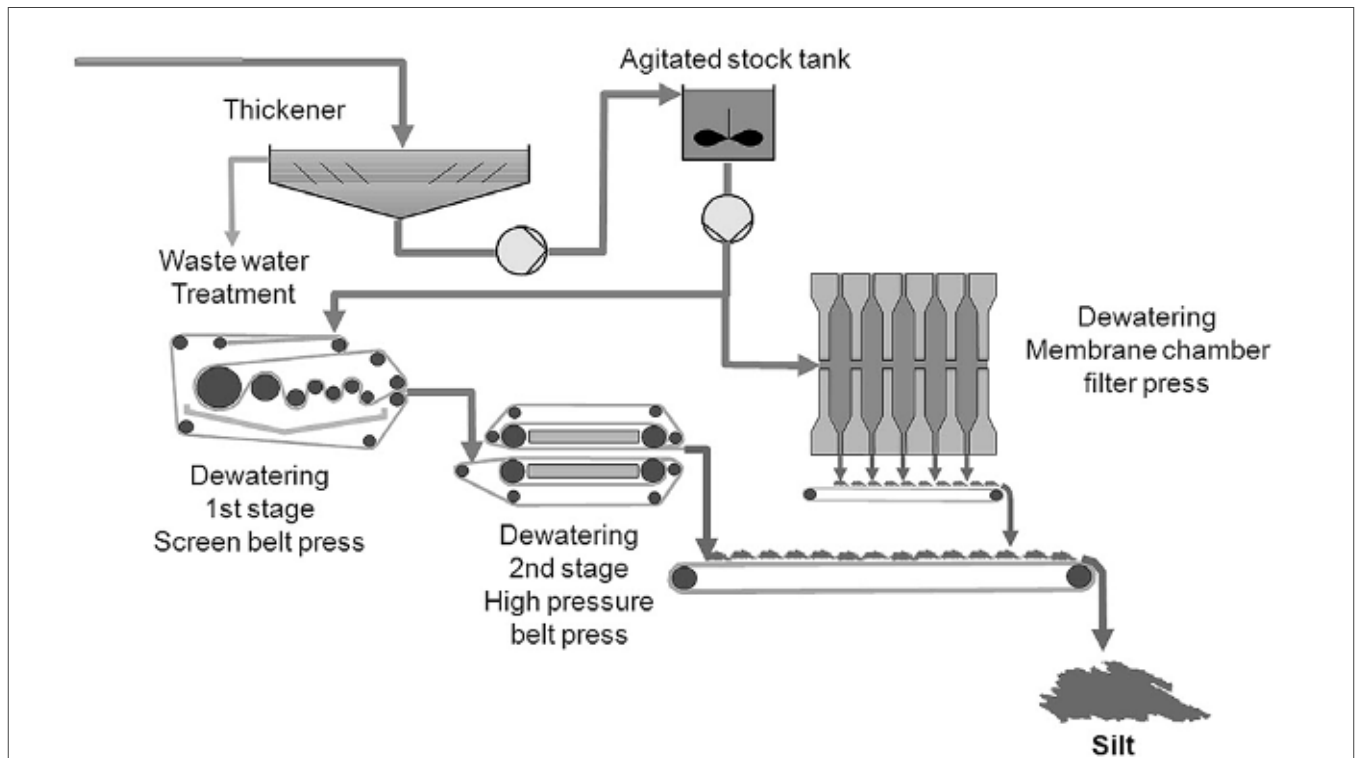 Agitated stock tank
Thickener
Waste water
Treatment
Dewatering
Membrane chamber
filter press
Dewatering
1st stage
Screen belt press
Dewatering
2nd stage
High pressure
belt press
Silt